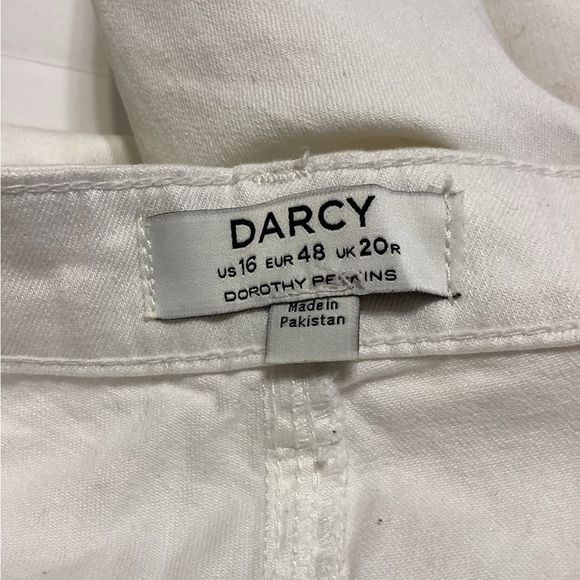 DARCY
US 16 EUR 48 UK 20R
DOROTHY PERKINS
Made in
Pakistan